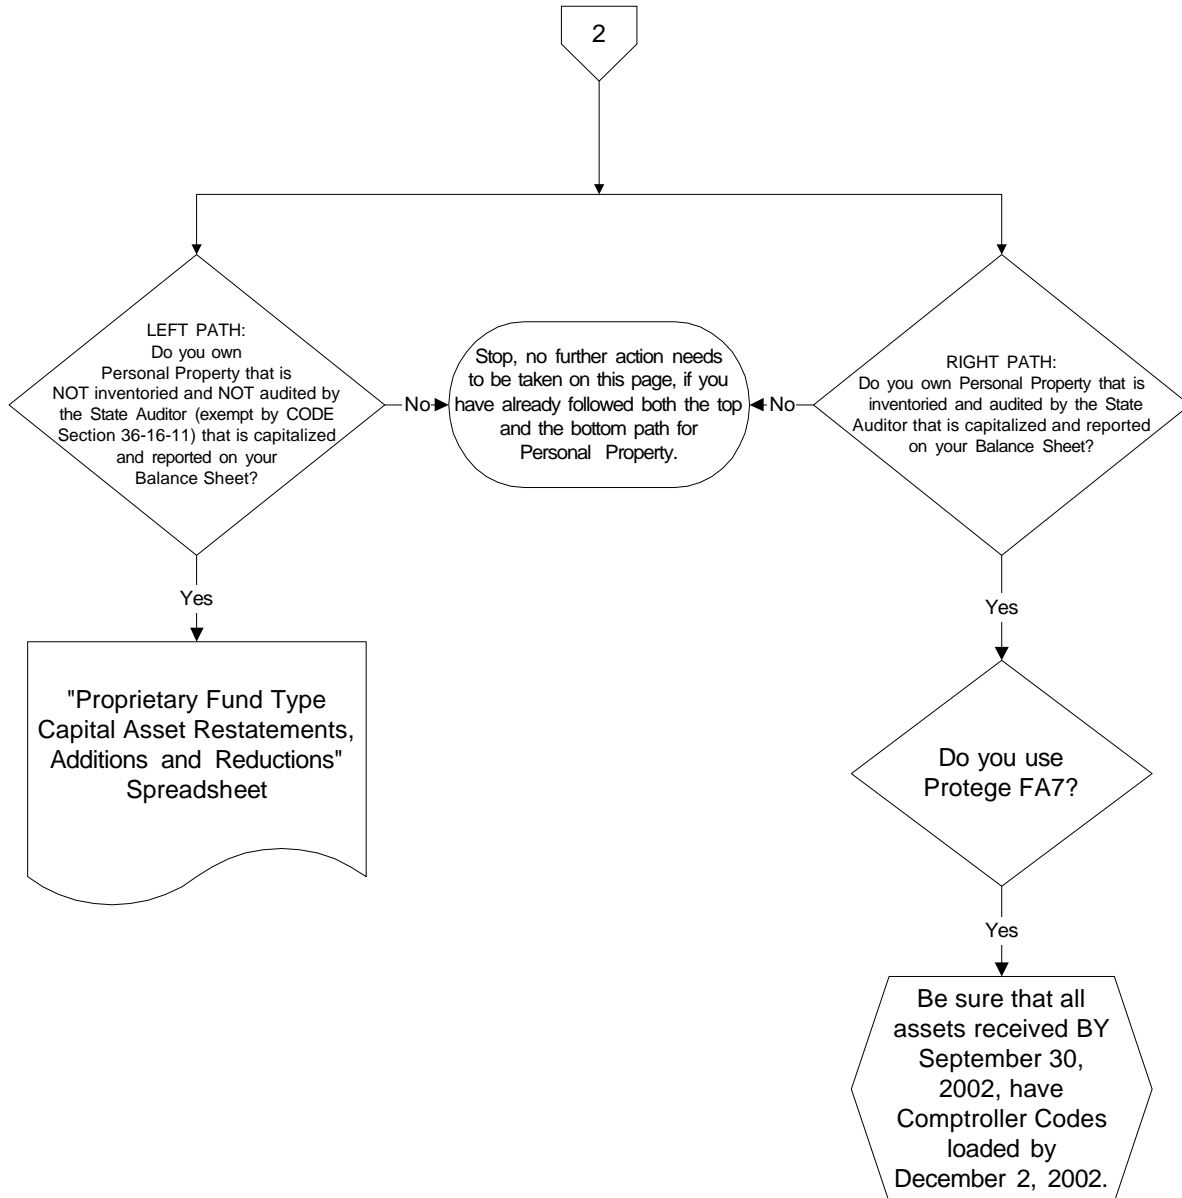 2
LEFT PATH:
Do you own
Personal Property that is
NOT inventoried and NOT audited by
the State Auditor (exempt by CODE
Section 36-16-11) that is capitalized
and reported on your
Balance Sheet?
No
Stop, no further action needs
to be taken on this page, if you
have already followed both the top
and the bottom path for
Personal Property.
No
RIGHT PATH:
Do you own Personal Property that is
inventoried and audited by the State
Auditor that is capitalized and reported
on your Balance Sheet?
Yes
"Proprietary Fund Type
Capital Asset Restatements,
Additions and Reductions"
Spreadsheet
Yes
Do you use
Protege FA7?
Yes
Be sure that all
assets received BY
September 30,
2002, have
Comptroller Codes
loaded by
December 2, 2002.